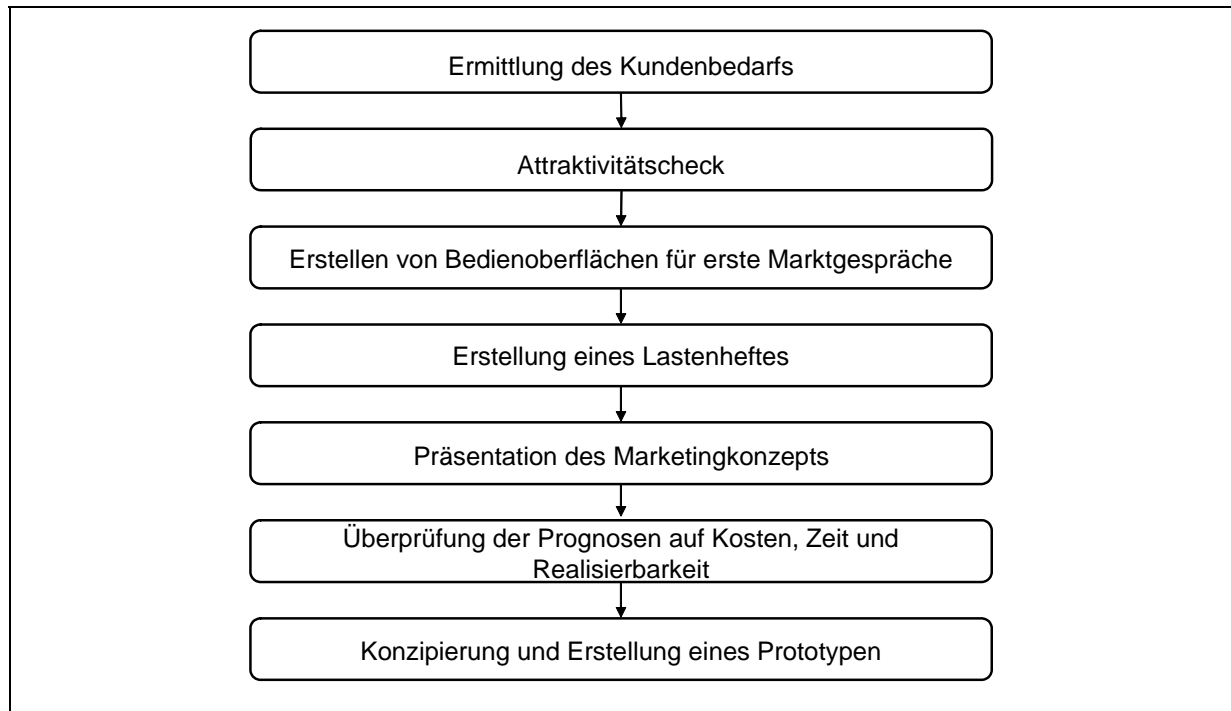 Ermittlung des Kundenbedarfs
Attraktivitätscheck
Erstellen von Bedienoberflächen für erste Marktgespräche
Erstellung eines Lastenheftes
Präsentation des Marketingkonzepts
Überprüfung der Prognosen auf Kosten, Zeit und
Realisierbarkeit
Konzipierung und Erstellung eines Prototypen